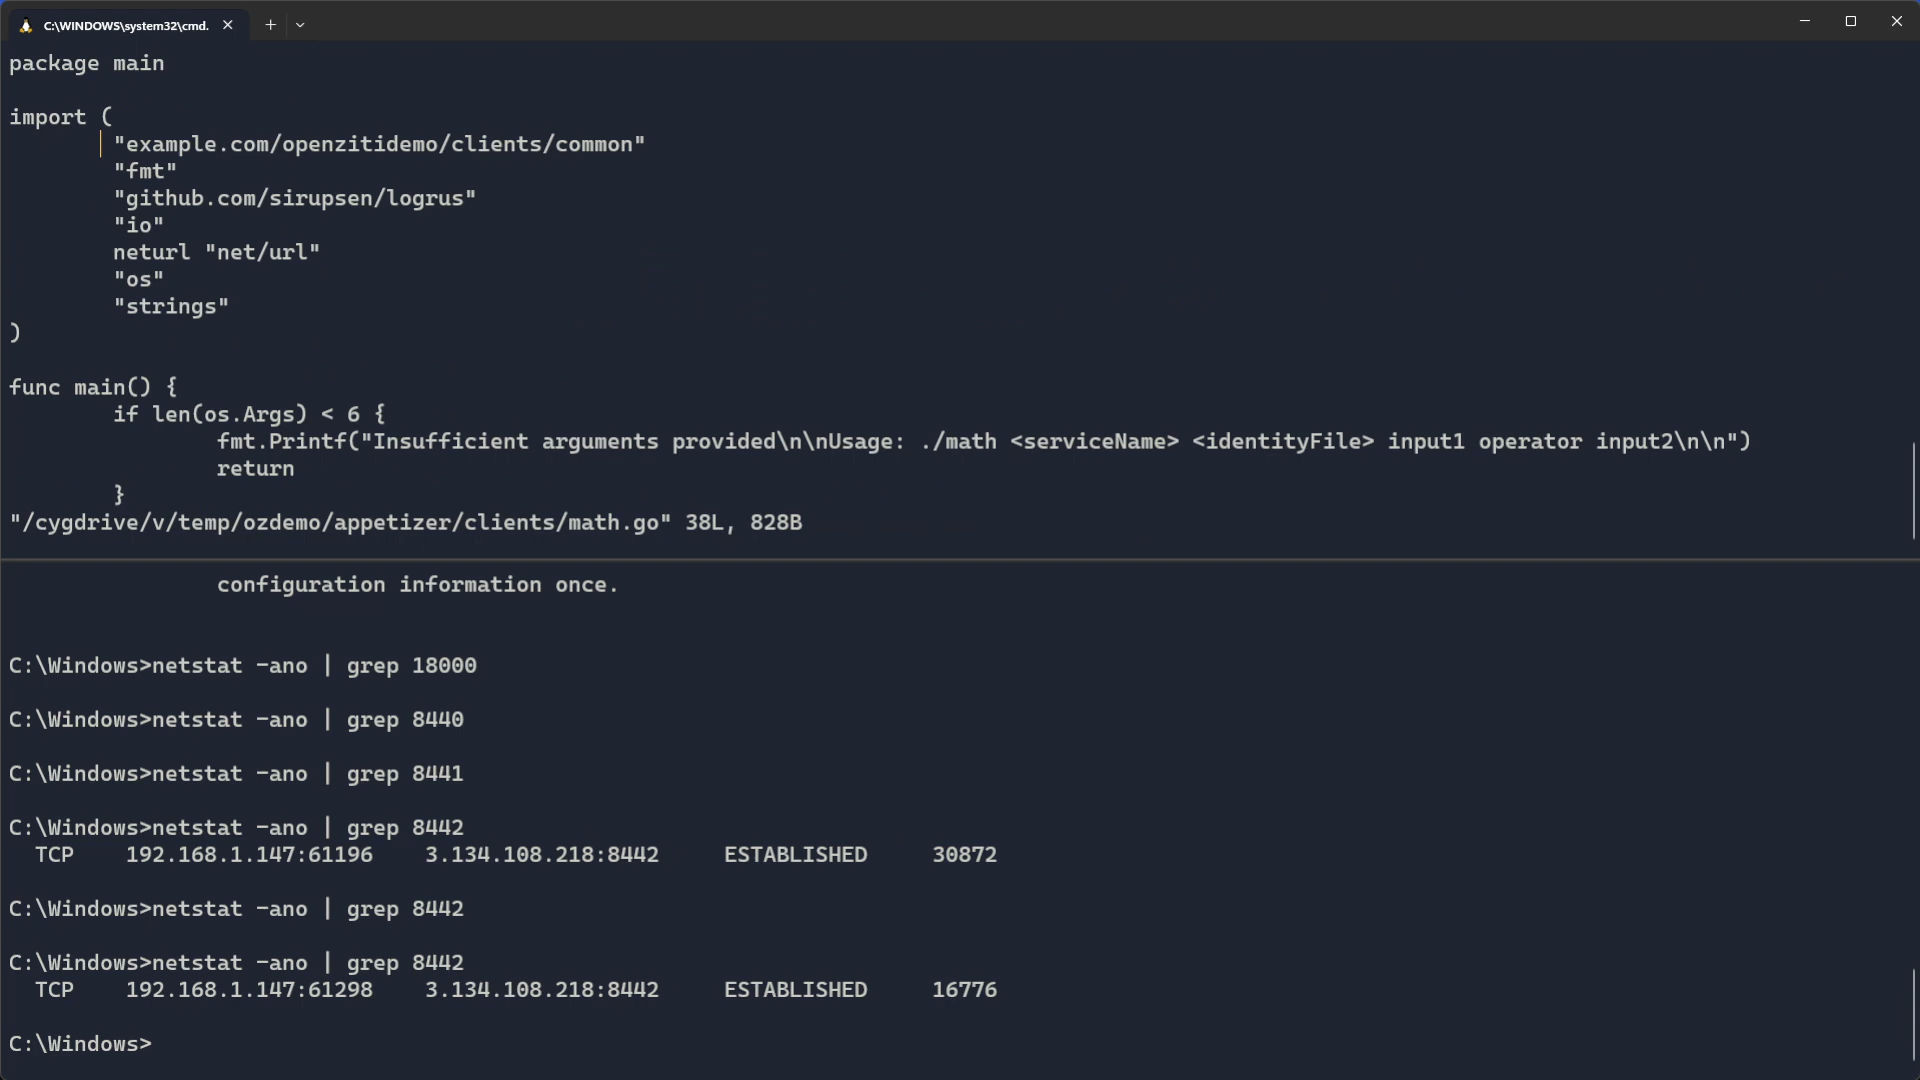 C:\WINDOWS\system32\cmd.
package main
import (
"example.com/openzitidemo/clients/common"
"fmt"
"github.com/sirupsen/logrus"
"io"
neturl "net/url"
"os"
"strings"
)
func main() {
if len(os.Args) < 6 {
fmt.Printf("Insufficient arguments provided\n\nUsage: ./math <serviceName> <identityFile> input1 operator input2\n\n")
return
}
"/cygdrive/v/temp/ozdemo/appetizer/clients/math.go" 38L, 828B
configuration information once.
C:\Windows>netstat -ano | grep 18000
C:\Windows>netstat -ano | grep 8440
C:\Windows>netstat -ano | grep 8441
C:\Windows>netstat -ano | grep 8442
TCP    192.168.1.147:61196    3.134.108.218:8442     ESTABLISHED     30872
C:\Windows>netstat -ano | grep 8442
C:\Windows>netstat -ano | grep 8442
TCP    192.168.1.147:61298    3.134.108.218:8442     ESTABLISHED     16776
C:\Windows>